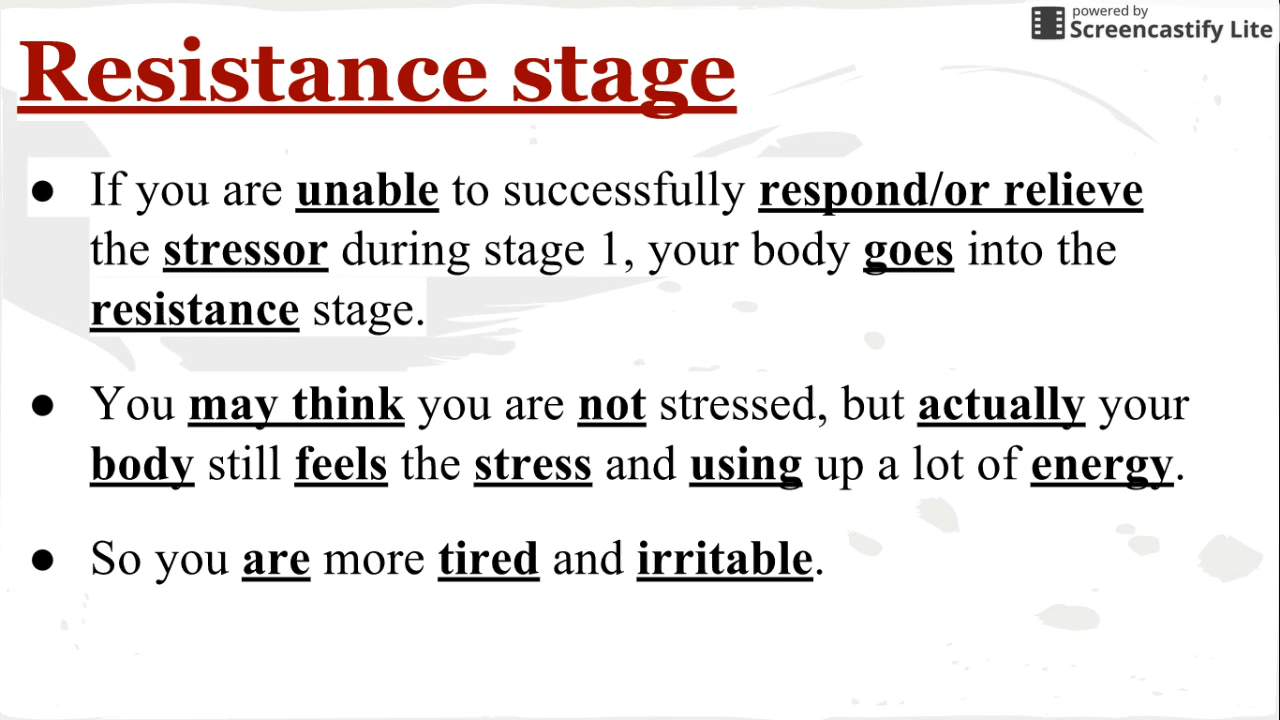 powered by
Screencastify Lite
Resistance stage
● If you are unable to successfully respond/or relieve
the stressor during stage 1, your body goes into the
resistance stage.
● You may think you are not stressed, but actually your
body still feels the stress and using up a lot of energy.
● So you are more tired and irritable.